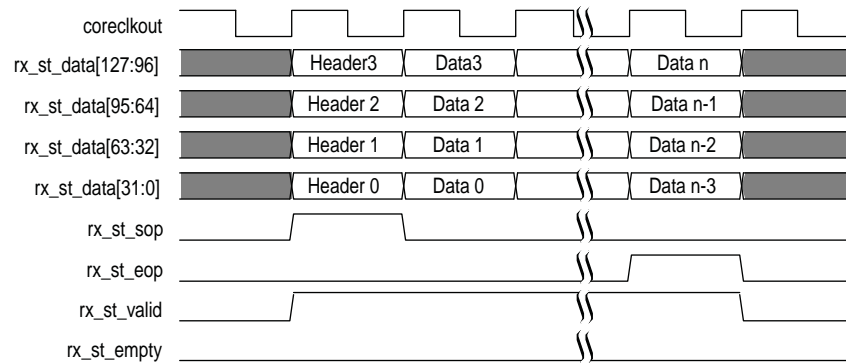 coreclkout
rx_st_data[127:96] Header3 Data3 Data n
rx_st_data[95:64] Header 2 Data 2 Data n-1
rx_st_data[63:32] Header 1 Data 1 Data n-2
rx_st_data[31:0] Header 0 Data 0 Data n-3
rx_st_sop
rx_st_eop
rx_st_valid
rx_st_empty